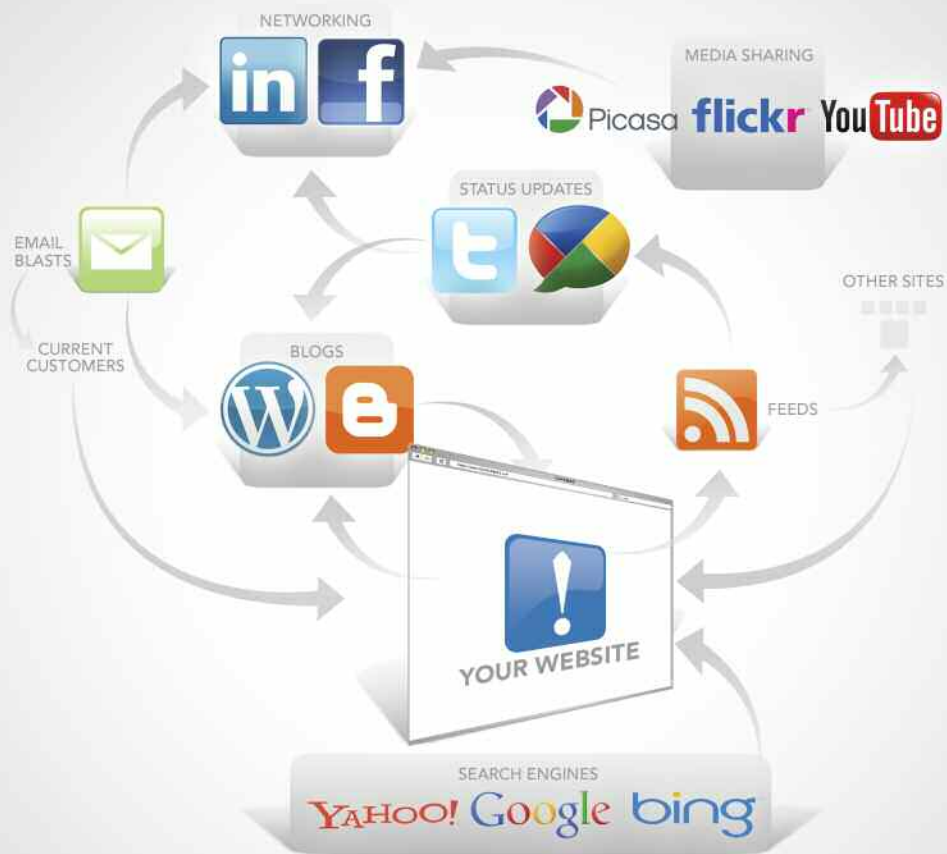 NETWORKING
in f
MEDIA SHARING
Picasa flickr YouTube
STATUS UPDATES
t
EMAIL
BLASTS
OTHER SITES
CURRENT
CUSTOMERS
BLOGS
W B
FEEDS
YOUR WEBSITE
SEARCH ENGINES
YAHOO! Google bing